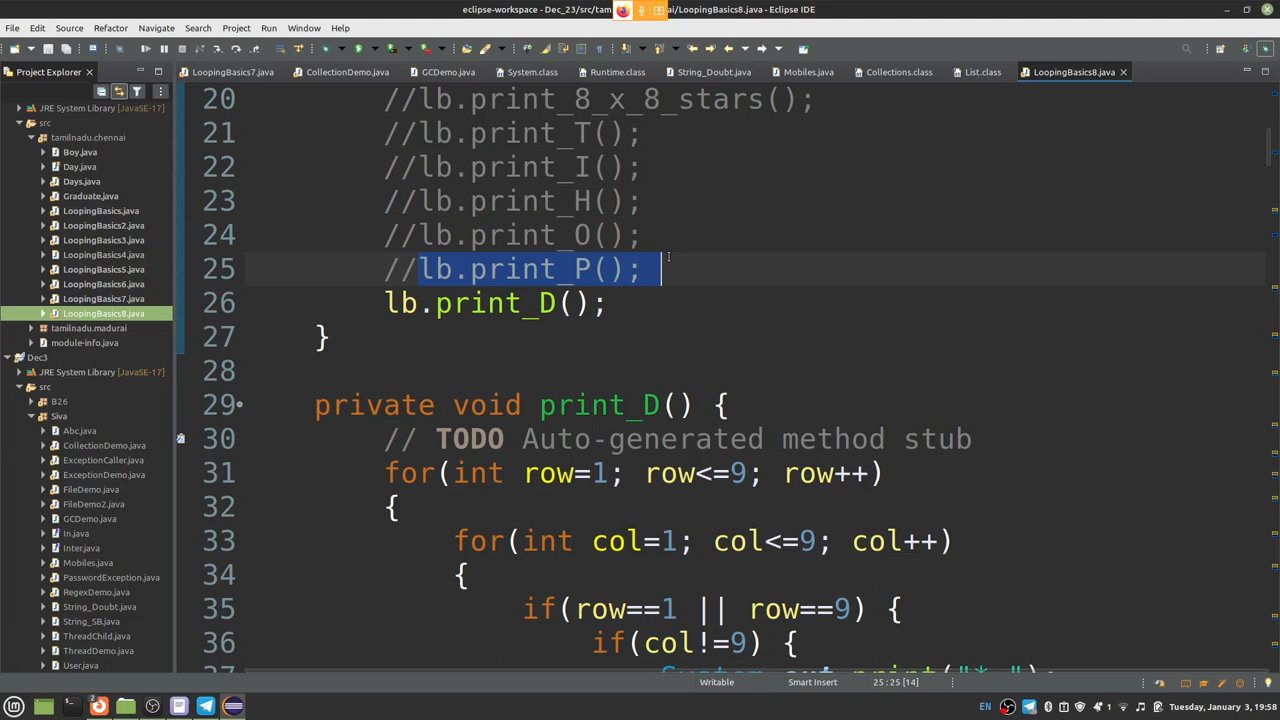 eclipse-workspace - Dec_23/src/tam
ai/LoopingBasics8.java - Eclipse IDE
File Edit Source Refactor Navigate Search Project Run Window Help
Project Explorer
LoopingBasics7.java CollectionDemo.java GCDemo.java System.class Runtime.class String_Doubt.java Mobiles.java Collections.class List.class LoopingBasics8.java
JRE System Library [JavaSE-17]
src
tamilnadu.chennai
Boy.java
Day.java
Days.java
Graduate.java
LoopingBasics.java
LoopingBasics2.java
LoopingBasics3.java
LoopingBasics4.java
LoopingBasics5.java
LoopingBasics6.java
LoopingBasics7.java
LoopingBasics8.java
tamilnadu.madurai
module-info.java
Dec3
JRE System Library [JavaSE-17]
src
B26
Siva
Abc.java
CollectionDemo.java
ExceptionCaller.java
ExceptionDemo.java
FileDemo.java
FileDemo2.java
GCDemo.java
In.java
Inter.java
Mobiles.java
PasswordException.java
RegexDemo.java
String_Doubt.java
String_SB.java
ThreadChild.java
ThreadDemo.java
User.java
20 //lb.print_8_x_8_stars();
21 //lb.print_T();
22 //lb.print_I();
23 //lb.print_H();
24 //lb.print_O();
25 //lb.print_P();
26 lb.print_D();
27 }
28
29 private void print_D() {
30 // TODO Auto-generated method stub
31 for(int row=1; row<=9; row++)
32 {
33 for(int col=1; col<=9; col++)
34 {
35 if(row==1 || row==9) {
36 if(col!=9) {
37 System.out.print("* ");
Writable Smart Insert 25 : 25 [14]
2 EN 1 Tuesday, January 3, 19:58